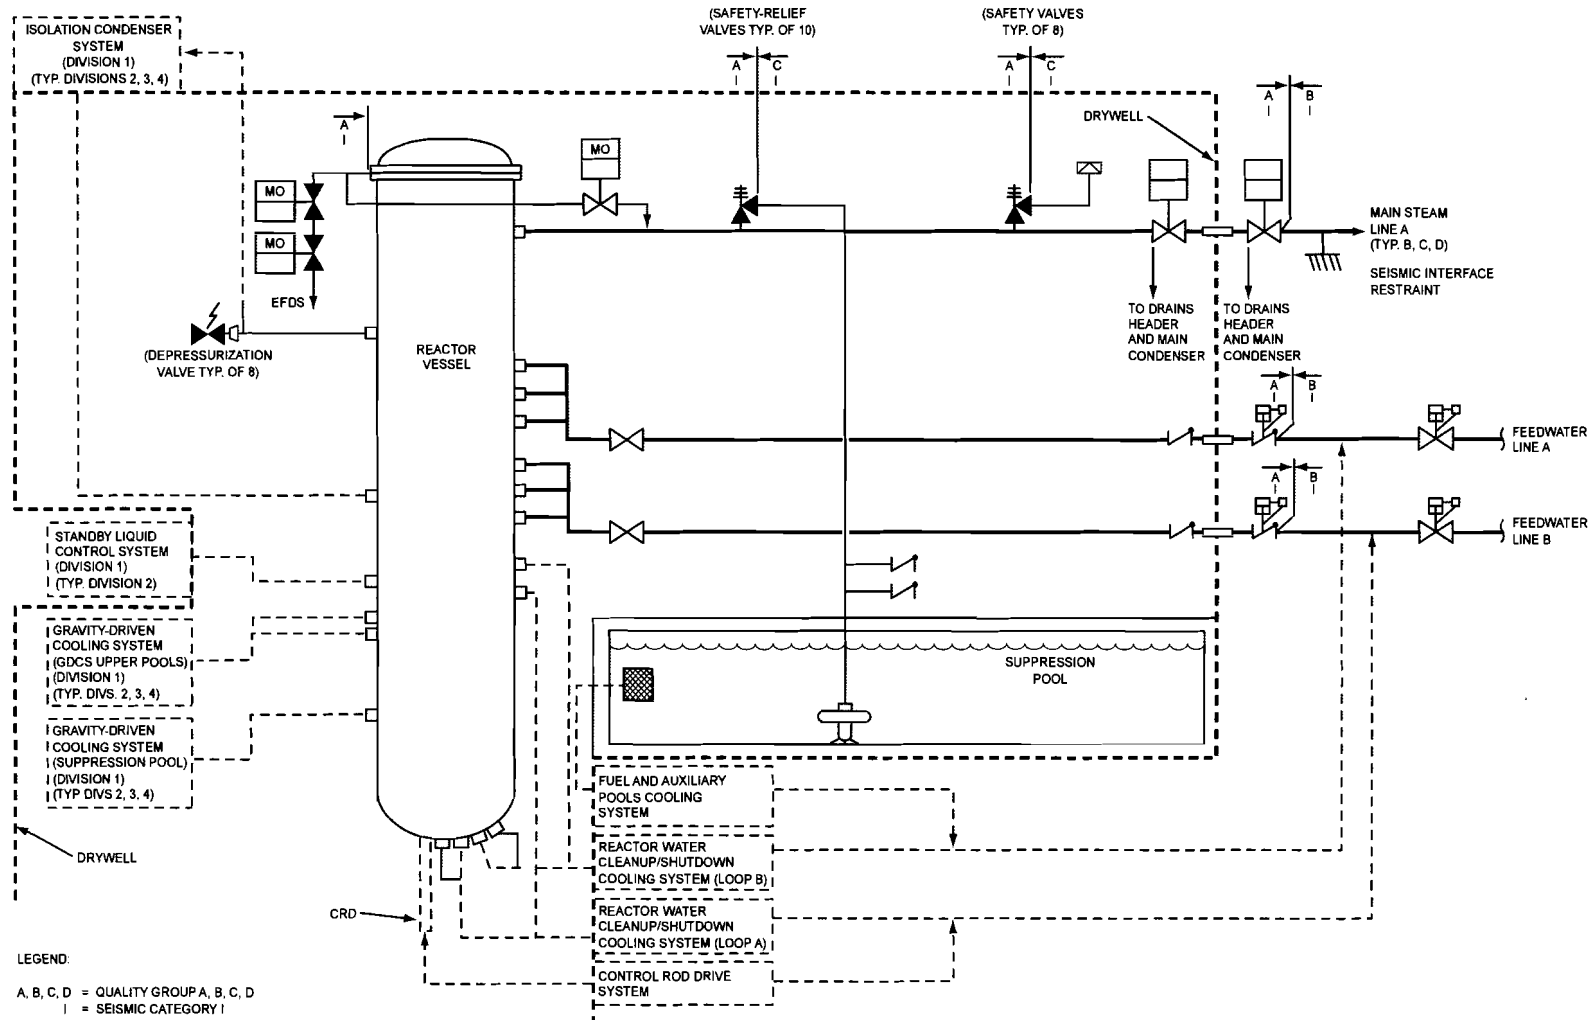 ISOLATION CONDENSER
SYSTEM
(DIVISION 1)
(TYP. DIVISIONS 2, 3, 4)
(SAFETY-RELIEF
VALVES TYP. OF 10)
A C
I I
(SAFETY VALVES
TYP. OF 8)
A C
I I
DRYWELL
A B
I I
A
I
MO
MO
MO
EFDS
MAIN STEAM
LINE A
(TYP. B, C, D)
SEISMIC INTERFACE
RESTRAINT
TO DRAINS
HEADER
AND MAIN
CONDENSER
TO DRAINS
HEADER
AND MAIN
CONDENSER
(DEPRESSURIZATION
VALVE TYP. OF 8)
REACTOR
VESSEL
A B
I I
FEEDWATER
LINE A
A B
I I
FEEDWATER
LINE B
STANDBY LIQUID
CONTROL SYSTEM
(DIVISION 1)
(TYP. DIVISION 2)
GRAVITY-DRIVEN
COOLING SYSTEM
(GDCS UPPER POOLS)
(DIVISION 1)
(TYP. DIVS. 2, 3, 4)
GRAVITY-DRIVEN
COOLING SYSTEM
(SUPPRESSION POOL)
(DIVISION 1)
(TYP DIVS 2, 3, 4)
SUPPRESSION
POOL
DRYWELL
CRD
FUEL AND AUXILIARY
POOLS COOLING
SYSTEM
REACTOR WATER
CLEANUP/SHUTDOWN
COOLING SYSTEM (LOOP B)
REACTOR WATER
CLEANUP/SHUTDOWN
COOLING SYSTEM (LOOP A)
CONTROL ROD DRIVE
SYSTEM
LEGEND:
A, B, C, D = QUALITY GROUP A, B, C, D
I = SEISMIC CATEGORY I